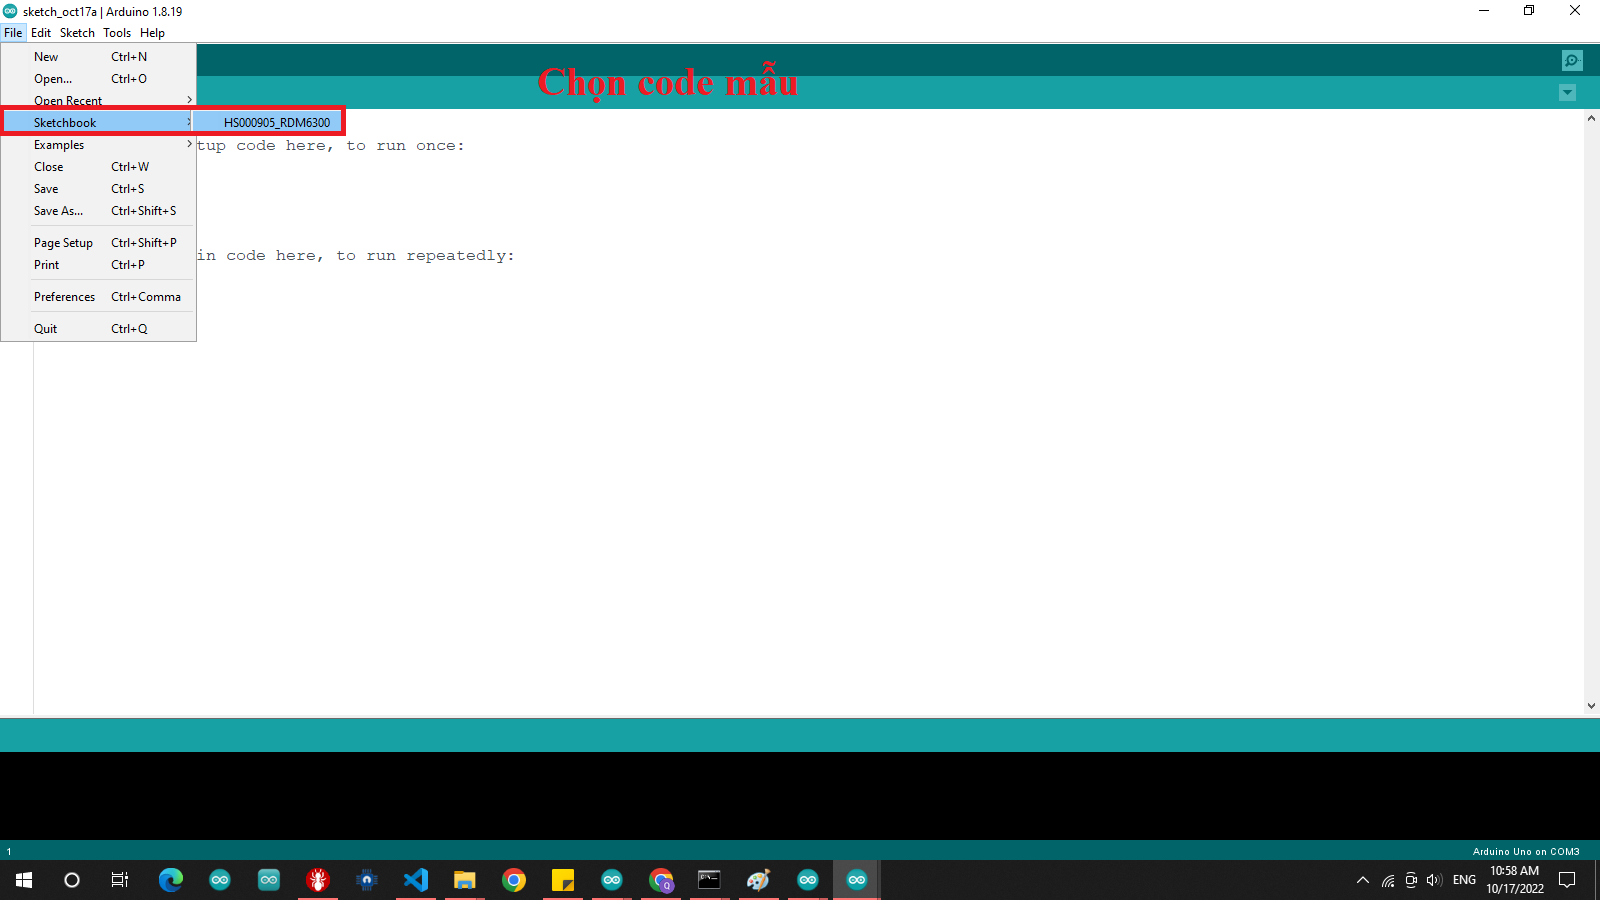 sketch_oct17a | Arduino 1.8.19
File Edit Sketch Tools Help
New Ctrl+N
Open... Ctrl+O
Chọn code mẫu
Open Recent
Sketchbook HS000905_RDM6300
Examples
tup code here, to run once:
Close Ctrl+W
Save Ctrl+S
Save As... Ctrl+Shift+S
Page Setup Ctrl+Shift+P
in code here, to run repeatedly:
Print Ctrl+P
Preferences Ctrl+Comma
Quit Ctrl+Q
1
Arduino Uno on COM3
ENG
10:58 AM
10/17/2022